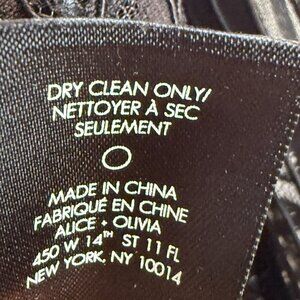 DRY CLEAN ONLY/
NETTOYER À SEC
SEULEMENT
MADE IN CHINA
FABRIQUÉ EN CHINE
ALICE + OLIVIA
450 W 14TH ST 11 FL
NEW YORK, NY 10014